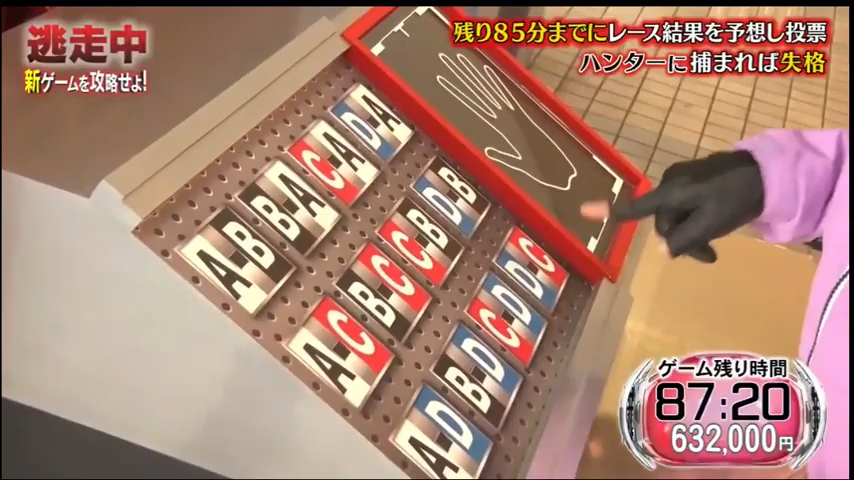 逃走中
新ゲームを攻略せよ!
残り85分までにレース結果を予想し投票
ハンターに捕まれば失格
A-B
B-A
C-A
D-A
A-C
B-C
C-B
D-B
A-D
B-D
C-D
D-C
ゲーム残り時間
87:20
632,000円